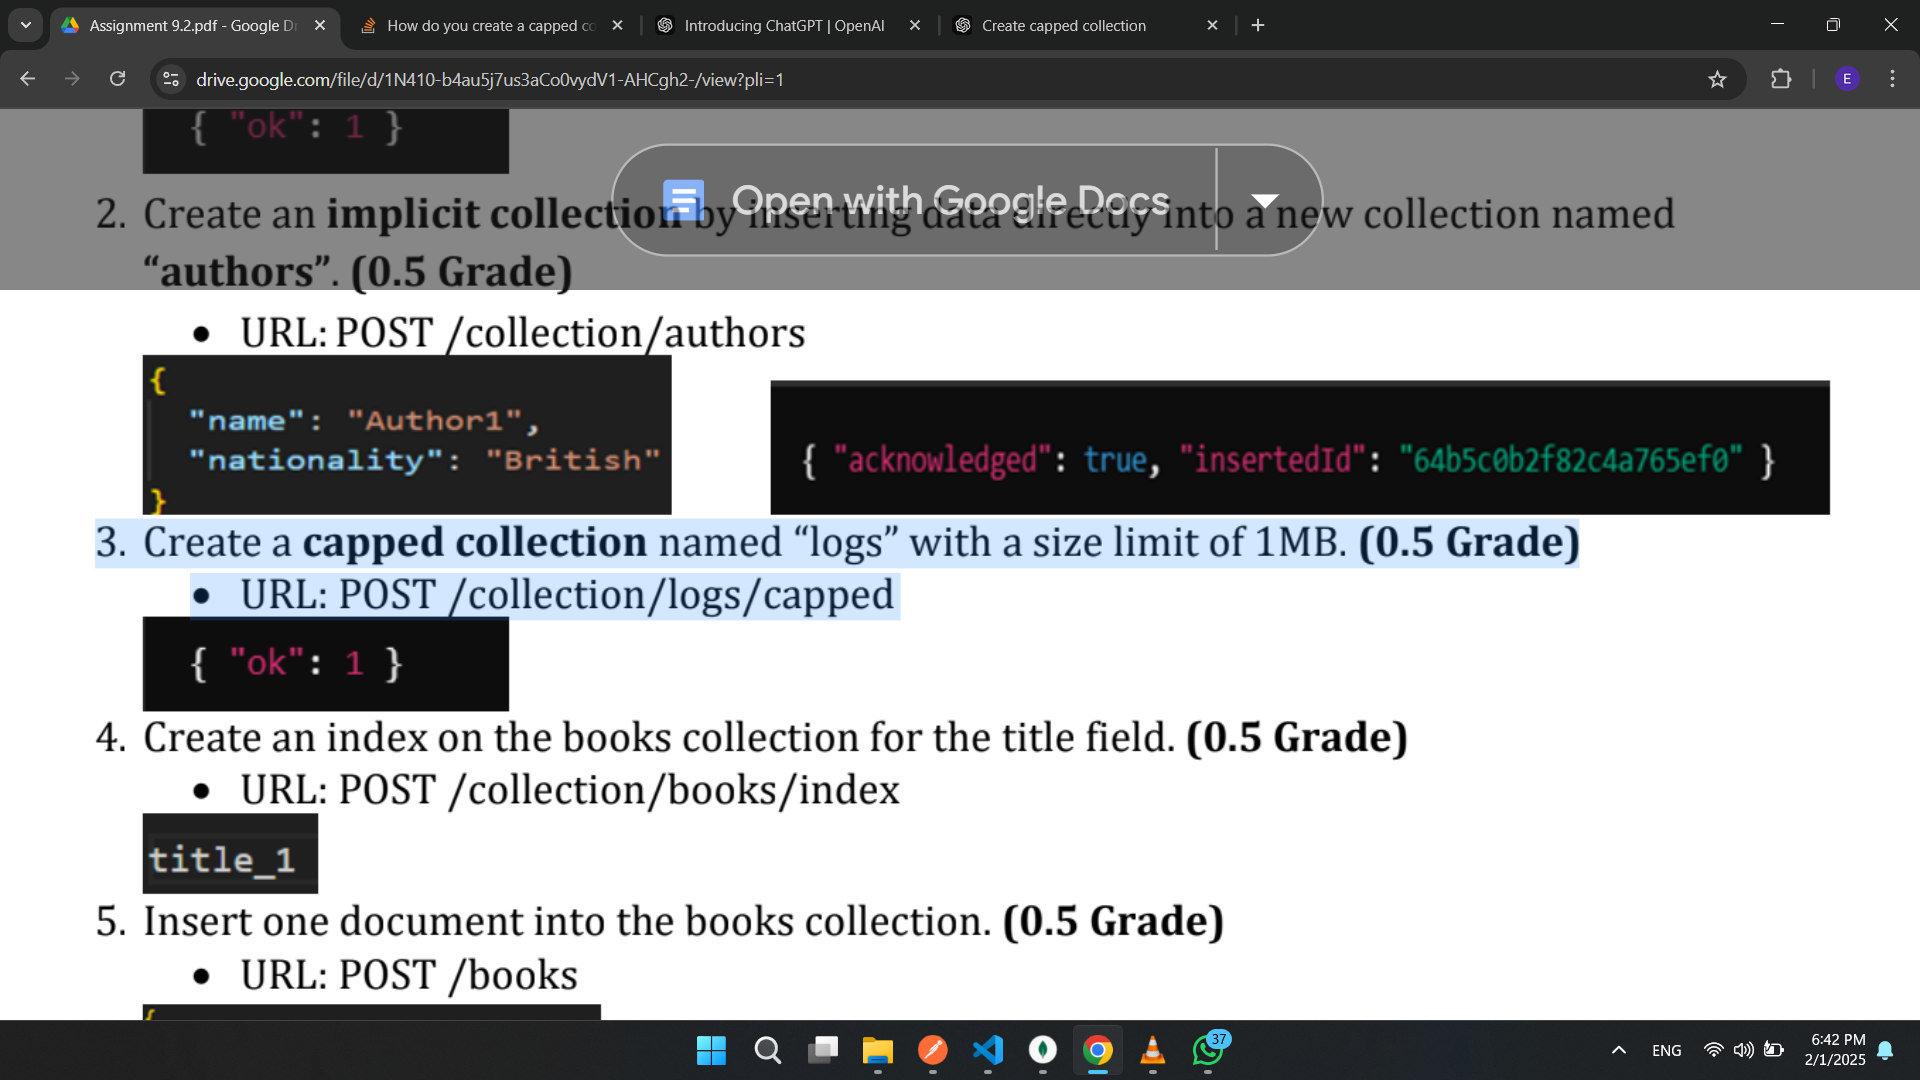 Assignment 9.2.pdf - Google Dr
How do you create a capped co
Introducing ChatGPT | OpenAI
Create capped collection
drive.google.com/file/d/1N410-b4au5j7us3aCo0vydV1-AHCgh2-/view?pli=1
E
{ "ok": 1 }
Open with Google Docs
2. Create an implicit collection by inserting data directly into a new collection named
“authors”. (0.5 Grade)
• URL: POST /collection/authors
{
"name": "Author1",
"nationality": "British"
}
{ "acknowledged": true, "insertedId": "64b5c0b2f82c4a765ef0" }
3. Create a capped collection named “logs” with a size limit of 1MB. (0.5 Grade)
• URL: POST /collection/logs/capped
{ "ok": 1 }
4. Create an index on the books collection for the title field. (0.5 Grade)
• URL: POST /collection/books/index
title_1
5. Insert one document into the books collection. (0.5 Grade)
• URL: POST /books
{
37
ENG
6:42 PM
2/1/2025